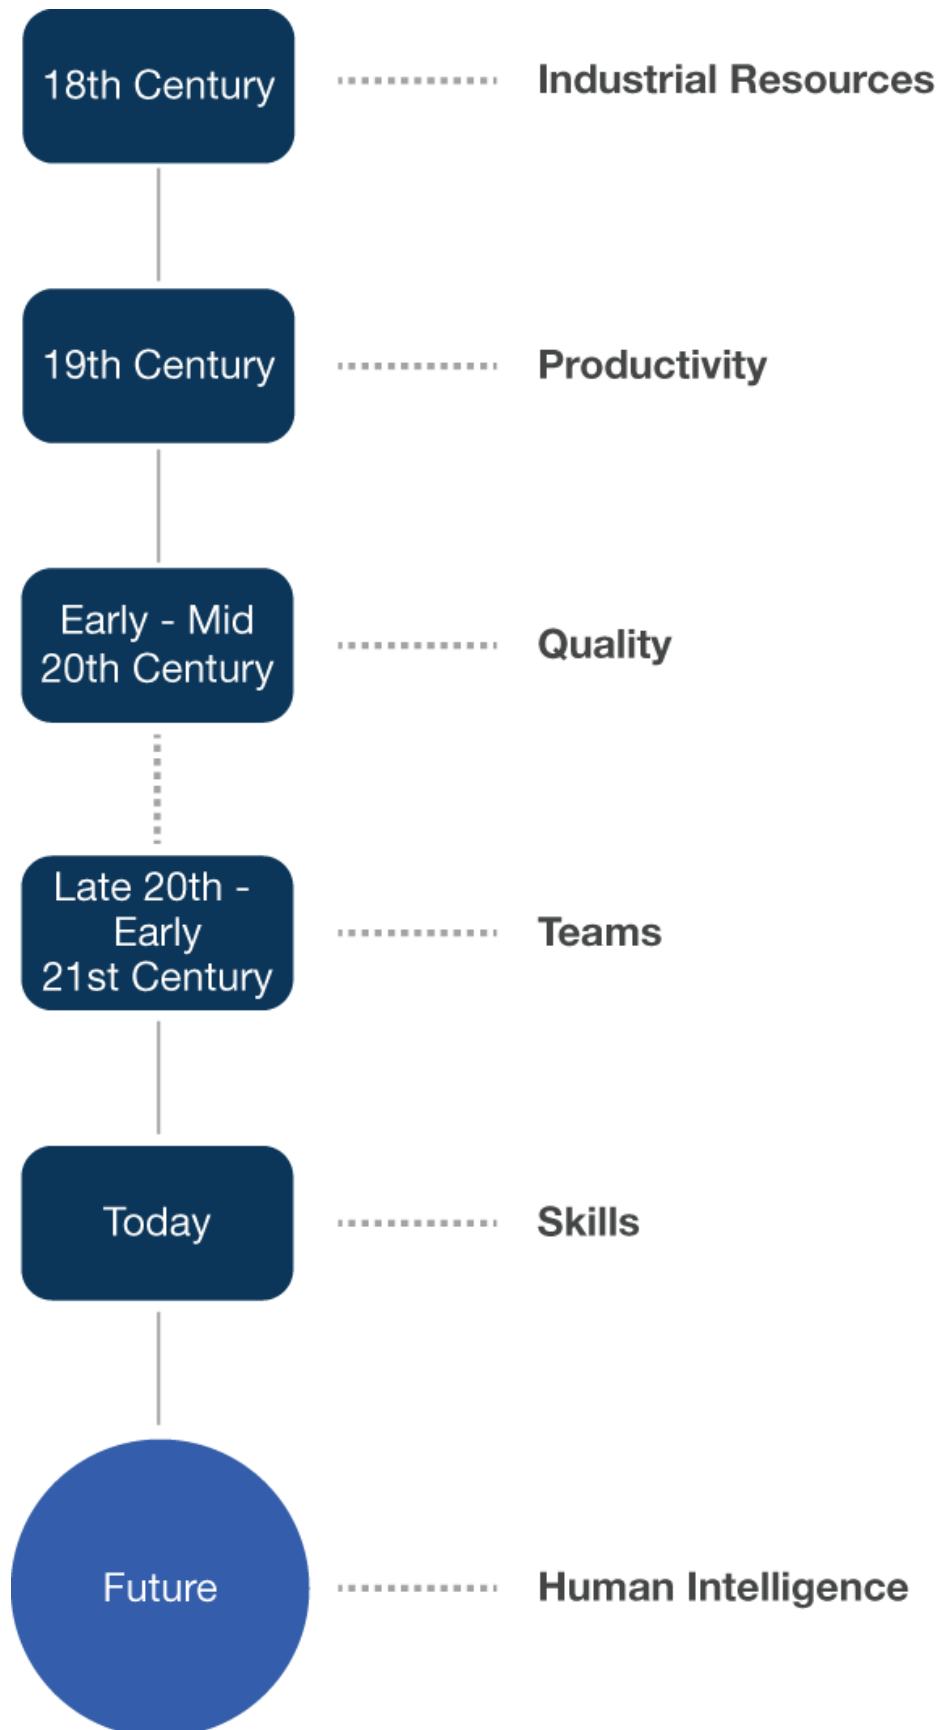 18th Century
Industrial Resources
19th Century
Productivity
Early - Mid
20th Century
Quality
Late 20th -
Early
21st Century
Teams
Today
Skills
Future
Human Intelligence